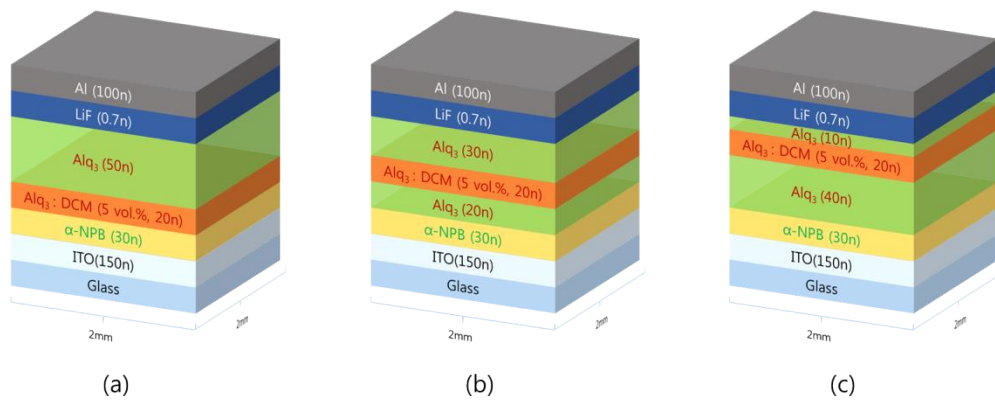 Al (100n)
LiF (0.7n)
Alq₃ (50n)
Alq₃ : DCM (5 vol.%, 20n)
α-NPB (30n)
ITO(150n)
Glass
2mm
2mm
(a)
Al (100n)
LiF (0.7n)
Alq₃ (30n)
Alq₃ : DCM (5 vol.%, 20n)
Alq₃ (20n)
α-NPB (30n)
ITO(150n)
Glass
2mm
2mm
(b)
Al (100n)
LiF (0.7n)
Alq₃ (10n)
Alq₃ : DCM (5 vol.%, 20n)
Alq₃ (40n)
α-NPB (30n)
ITO(150n)
Glass
2mm
2mm
(c)